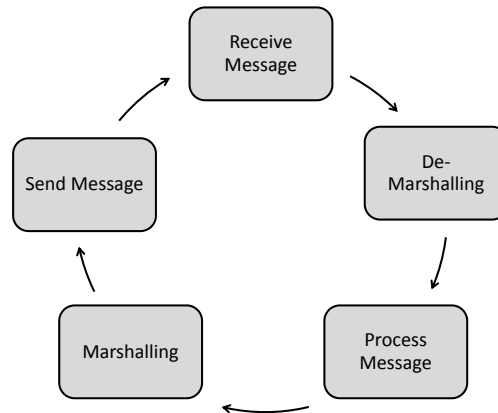 Receive
Message
De-
Marshalling
Process
Message
Marshalling
Send Message